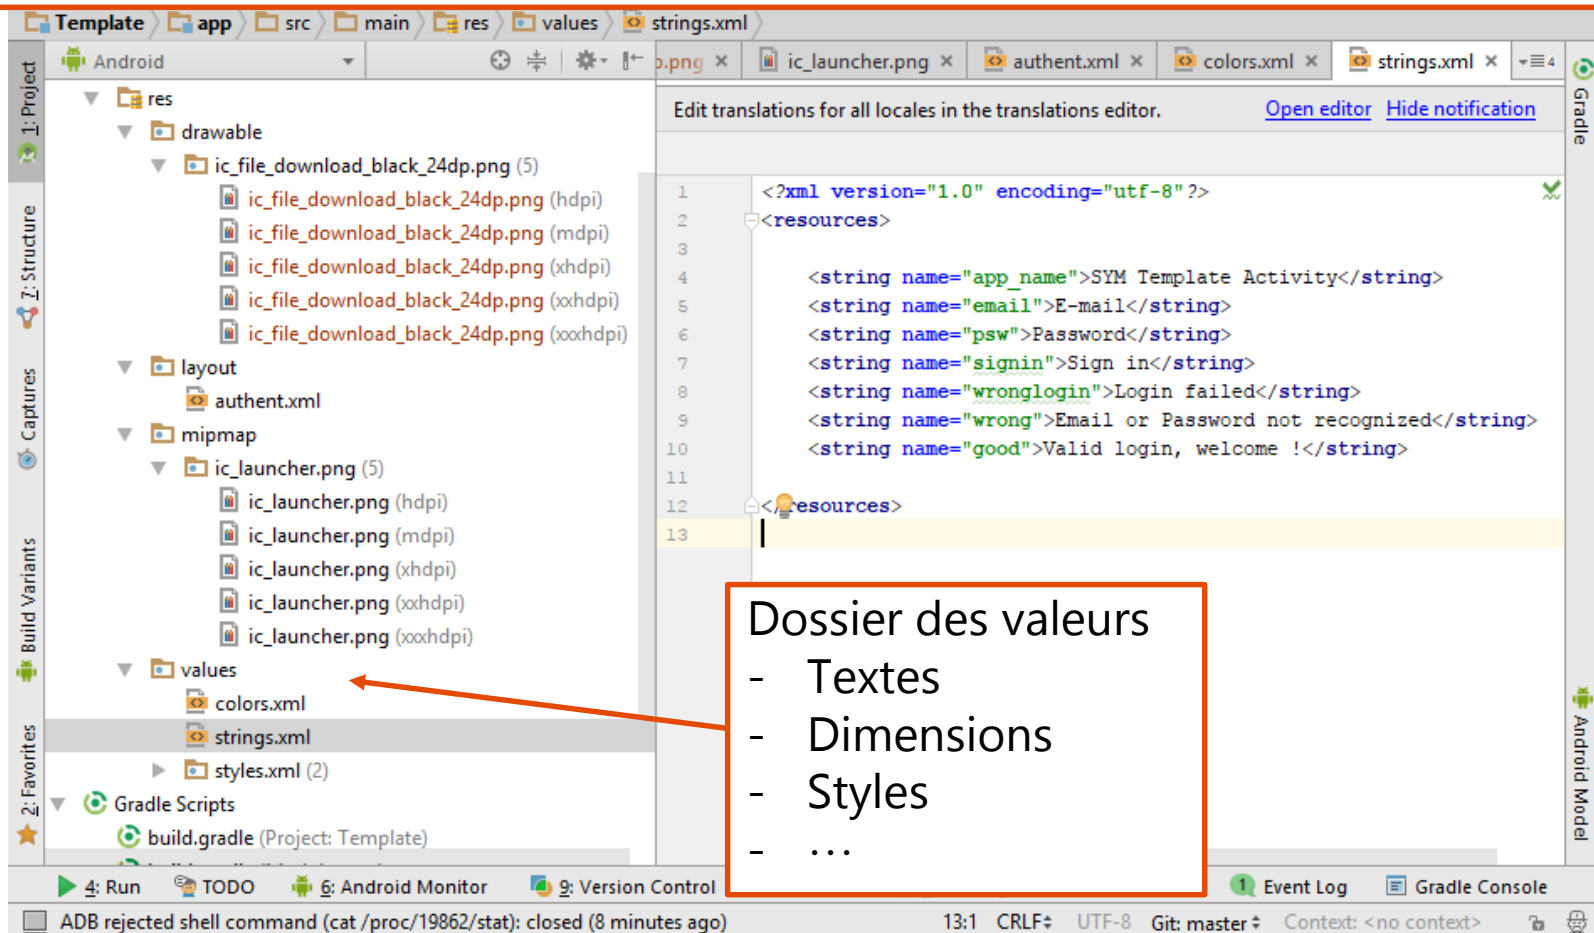 Template app src main res values strings.xml
Android
.png ic_launcher.png authent.xml colors.xml strings.xml 4
1: Project
7: Structure
Captures
Build Variants
2: Favorites
res
drawable
ic_file_download_black_24dp.png (5)
ic_file_download_black_24dp.png (hdpi)
ic_file_download_black_24dp.png (mdpi)
ic_file_download_black_24dp.png (xhdpi)
ic_file_download_black_24dp.png (xxhdpi)
ic_file_download_black_24dp.png (xxxhdpi)
layout
authent.xml
mipmap
ic_launcher.png (5)
ic_launcher.png (hdpi)
ic_launcher.png (mdpi)
ic_launcher.png (xhdpi)
ic_launcher.png (xxhdpi)
ic_launcher.png (xxxhdpi)
values
colors.xml
strings.xml
styles.xml (2)
Gradle Scripts
build.gradle (Project: Template)
Edit translations for all locales in the translations editor. Open editor Hide notification
1 <?xml version="1.0" encoding="utf-8"?>
2 <resources>
3
4 <string name="app_name">SYM Template Activity</string>
5 <string name="email">E-mail</string>
6 <string name="psw">Password</string>
7 <string name="signin">Sign in</string>
8 <string name="wronglogin">Login failed</string>
9 <string name="wrong">Email or Password not recognized</string>
10 <string name="good">Valid login, welcome !</string>
11
12 </resources>
13
Dossier des valeurs
- Textes
- Dimensions
- Styles
- …
Gradle
Android Model
4: Run TODO 6: Android Monitor 9: Version Control 1 Event Log Gradle Console
ADB rejected shell command (cat /proc/19862/stat): closed (8 minutes ago) 13:1 CRLF UTF-8 Git: master Context: <no context>